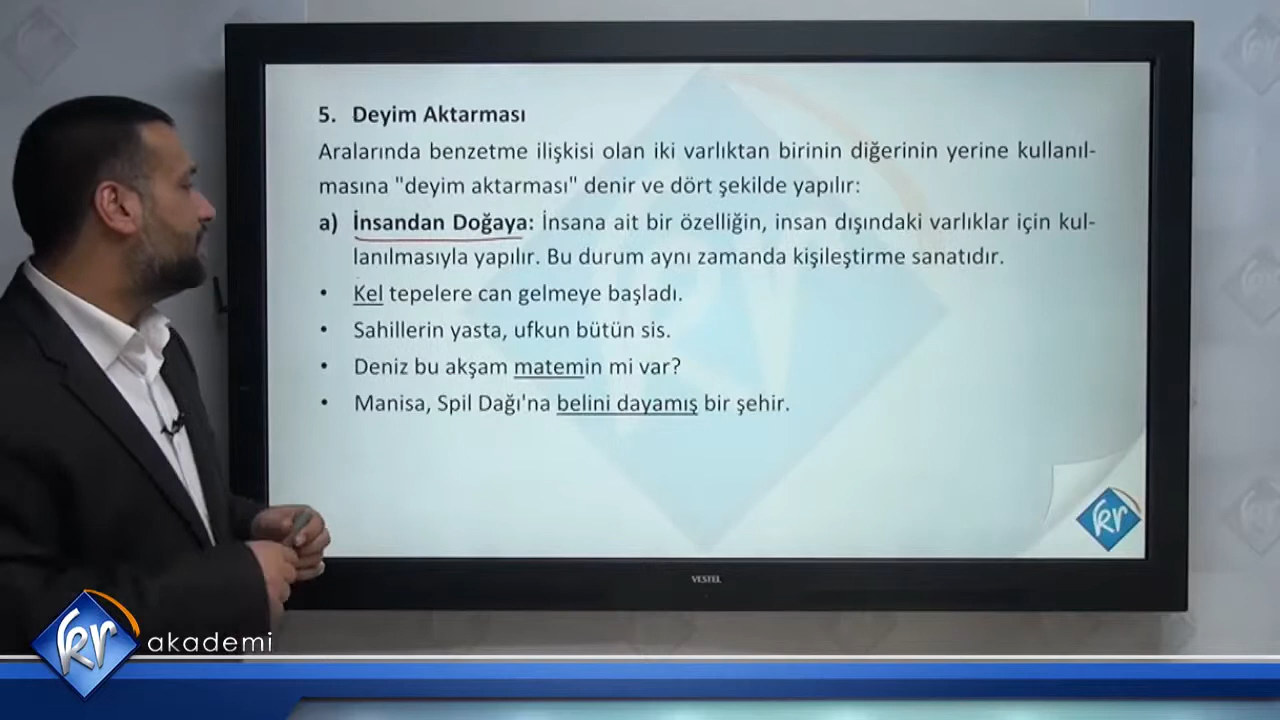 5. Deyim Aktarması
Aralarında benzetme ilişkisi olan iki varlıktan birinin diğerinin yerine kullanıl-
masına "deyim aktarması" denir ve dört şekilde yapılır:
a) İnsandan Doğaya: İnsana ait bir özelliğin, insan dışındaki varlıklar için kul-
lanılmasıyla yapılır. Bu durum aynı zamanda kişileştirme sanatıdır.
• Kel tepelere can gelmeye başladı.
• Sahillerin yasta, ufkun bütün sis.
• Deniz bu akşam matemin mi var?
• Manisa, Spil Dağı'na belini dayamış bir şehir.
kr
VESTEL
kr akademi